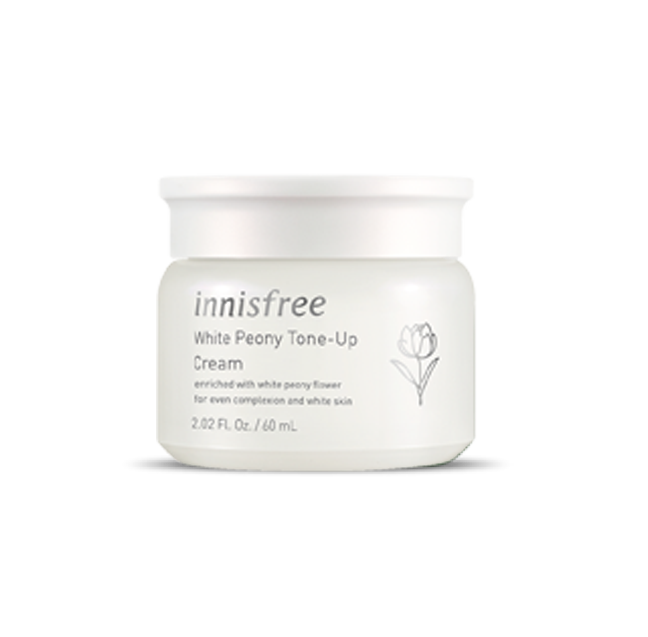 innisfree
White Peony Tone-Up
Cream
enriched with white peony flower
for even complexion and white skin
2.02 FL. Oz. / 60 mL